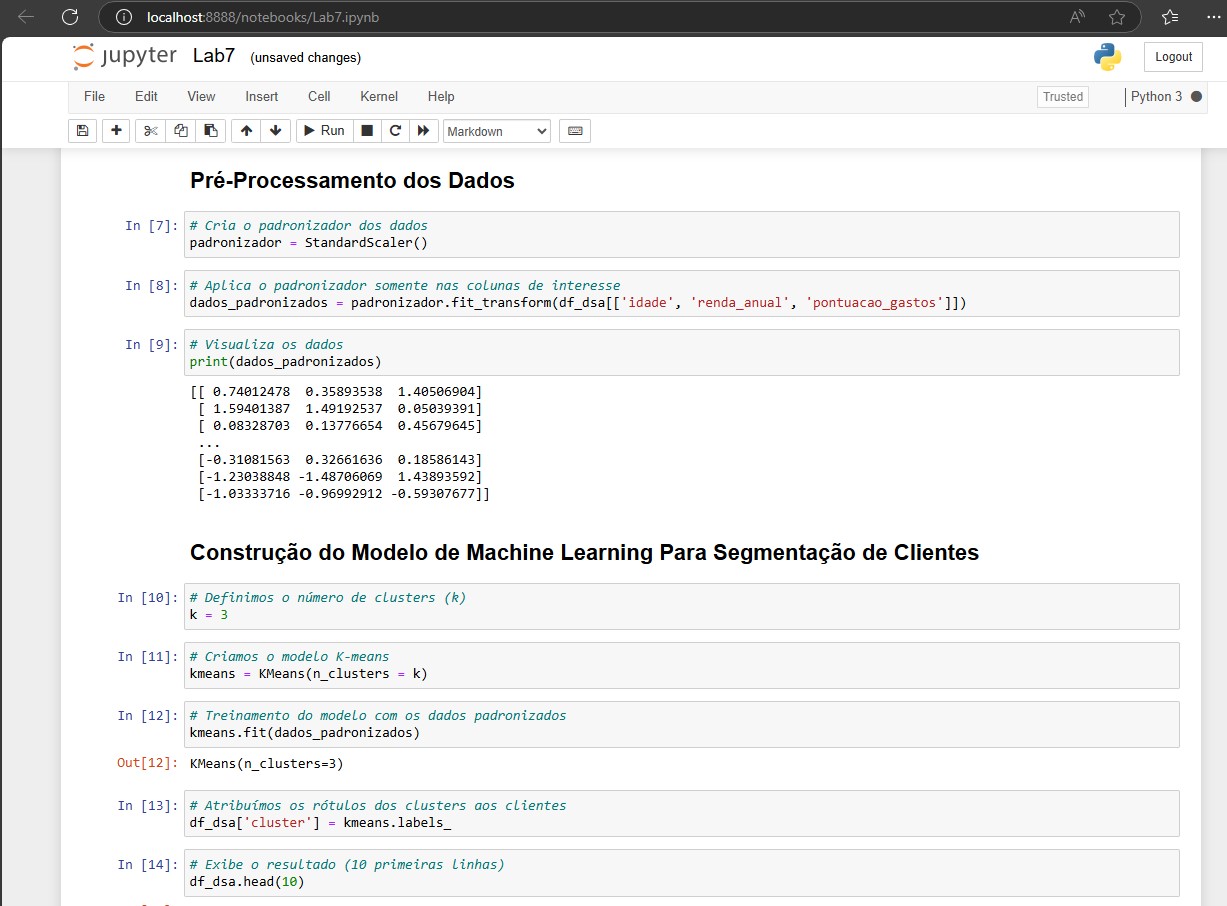 localhost:8888/notebooks/Lab7.ipynb
jupyter Lab7 (unsaved changes)
Logout
File Edit View Insert Cell Kernel Help
Trusted
Python 3
Run
Markdown
Pré-Processamento dos Dados
In [7]:
# Cria o padronizador dos dados
padronizador = StandardScaler()
In [8]:
# Aplica o padronizador somente nas colunas de interesse
dados_padronizados = padronizador.fit_transform(df_dsa[['idade', 'renda_anual', 'pontuacao_gastos']])
In [9]:
# Visualiza os dados
print(dados_padronizados)
[[ 0.74012478  0.35893538  1.40506904]
[ 1.59401387  1.49192537  0.05039391]
[ 0.08328703  0.13776654  0.45679645]
...
[-0.31081563  0.32661636  0.18586143]
[-1.23038848 -1.48706069  1.43893592]
[-1.03333716 -0.96992912 -0.59307677]]
Construção do Modelo de Machine Learning Para Segmentação de Clientes
In [10]:
# Definimos o número de clusters (k)
k = 3
In [11]:
# Criamos o modelo K-means
kmeans = KMeans(n_clusters = k)
In [12]:
# Treinamento do modelo com os dados padronizados
kmeans.fit(dados_padronizados)
Out[12]:
KMeans(n_clusters=3)
In [13]:
# Atribuímos os rótulos dos clusters aos clientes
df_dsa['cluster'] = kmeans.labels_
In [14]:
# Exibe o resultado (10 primeiras linhas)
df_dsa.head(10)